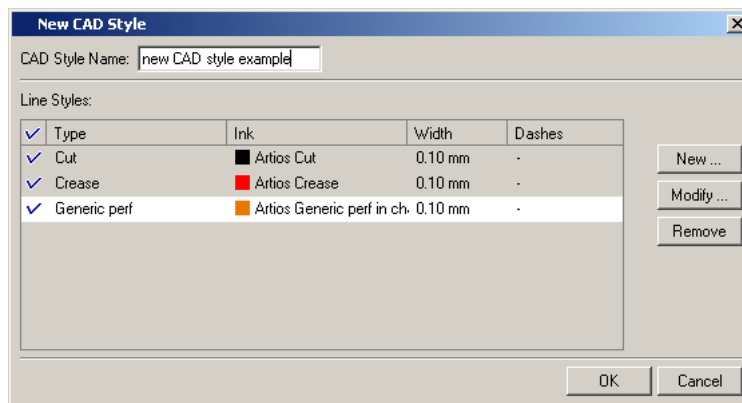 New CAD Style
CAD Style Name: new CAD style example
Line Styles:
Type Ink Width Dashes
Cut Artios Cut 0.10 mm -
Crease Artios Crease 0.10 mm -
Generic perf Artios Generic perf in ch 0.10 mm -
New ...
Modify ...
Remove
OK Cancel